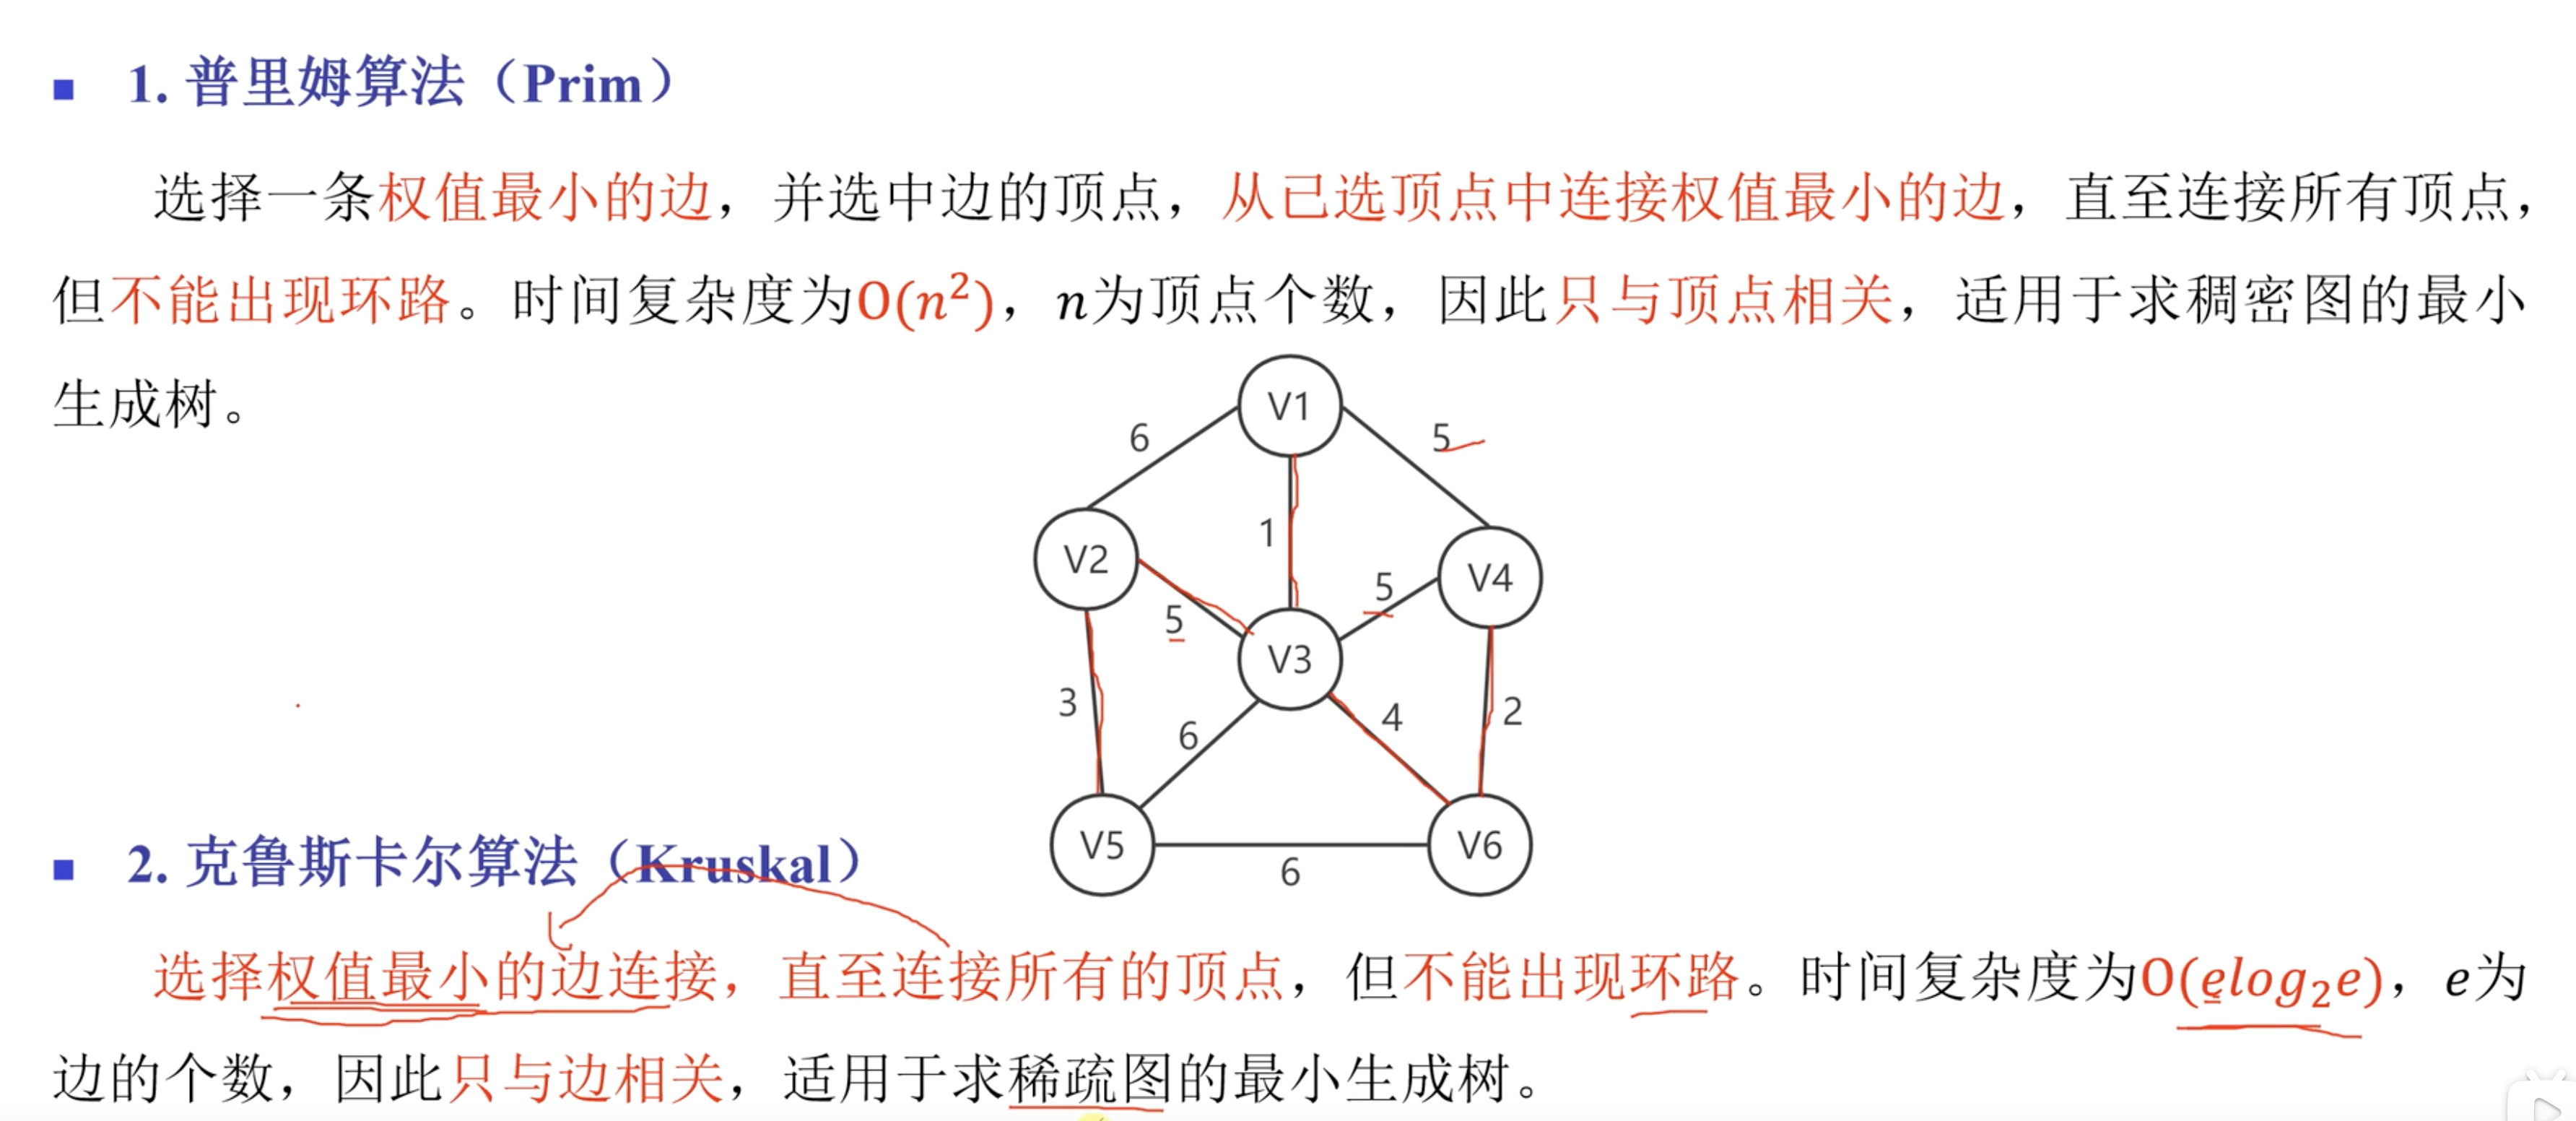 1. 普里姆算法（Prim）
选择一条权值最小的边，并选中边的顶点，从已选顶点中连接权值最小的边，直至连接所有顶点，
但不能出现环路。时间复杂度为O(n²)，n为顶点个数，因此只与顶点相关，适用于求稠密图的最小
生成树。
V1
6
5
1
V2
V4
5
5
V3
3
6
4
2
V5
V6
6
2. 克鲁斯卡尔算法（Kruskal）
选择权值最小的边连接，直至连接所有的顶点，但不能出现环路。时间复杂度为O(elog₂e)，e为
边的个数，因此只与边相关，适用于求稀疏图的最小生成树。